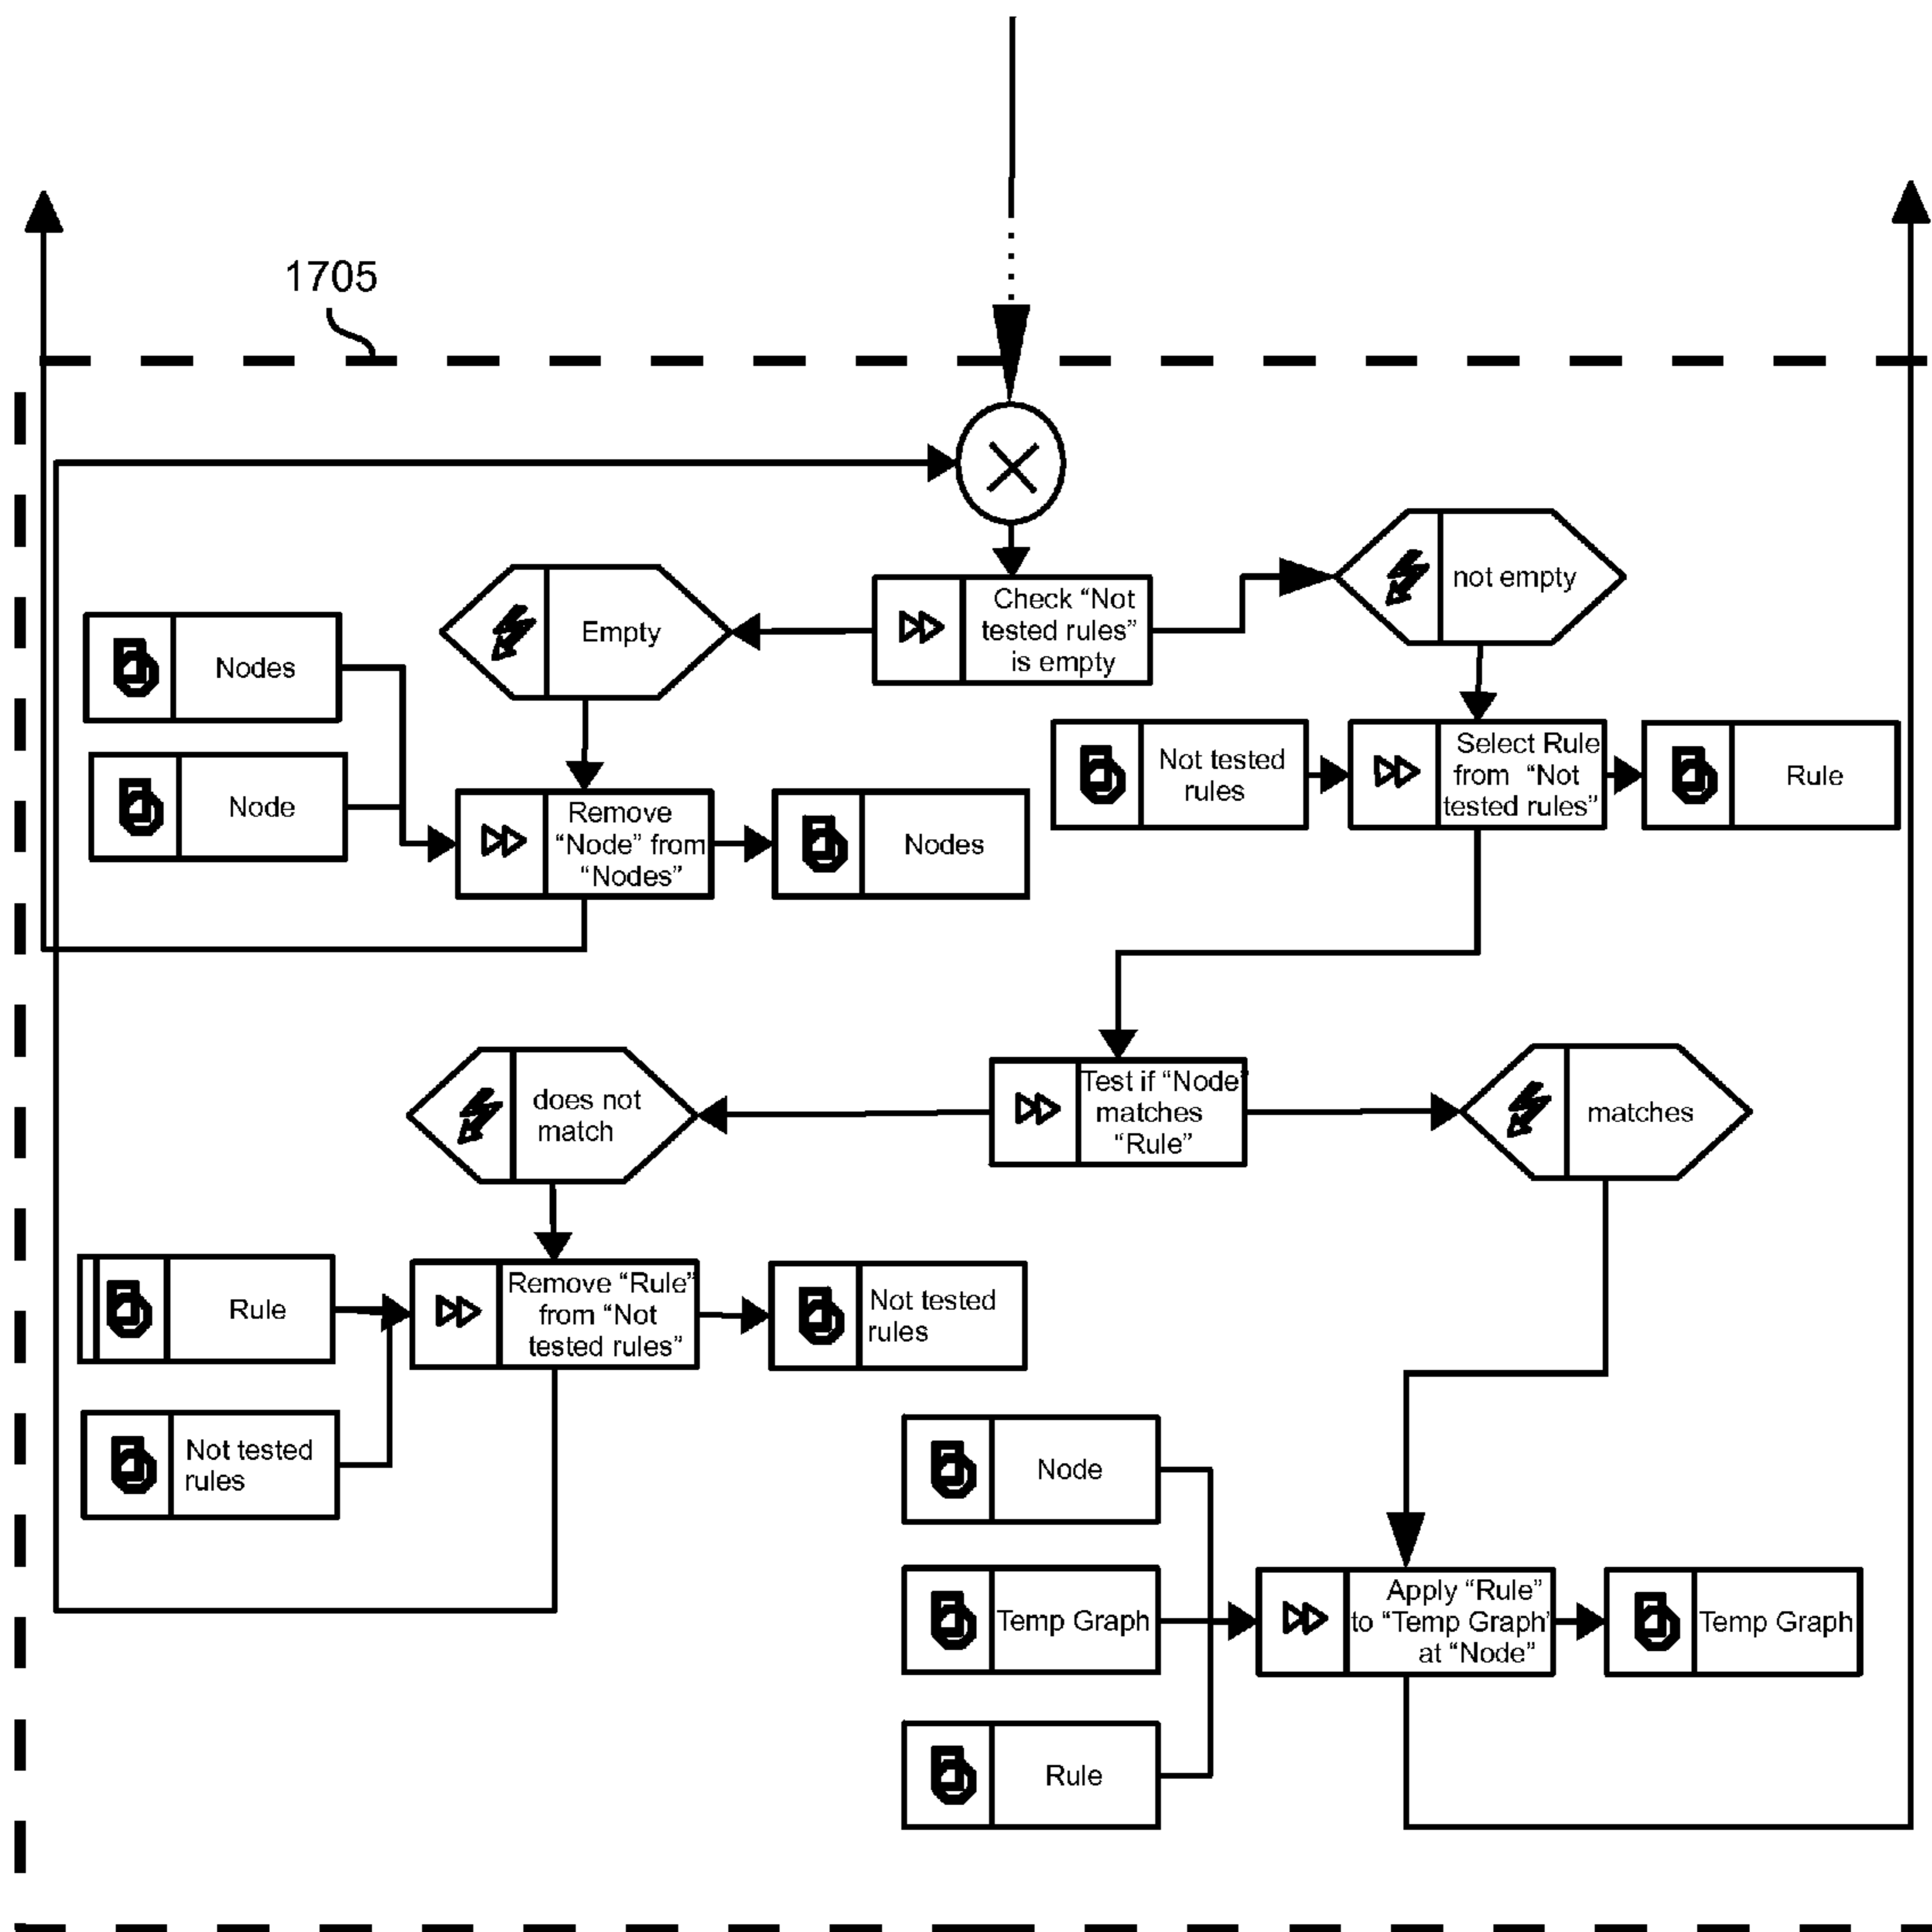 1705
not empty
Check “Not
tested rules”
is empty
Empty
Nodes
Node
Remove
“Node” from
“Nodes”
Nodes
Not tested
rules
Select Rule
from “Not
tested rules”
Rule
does not
match
Test if “Node”
matches
“Rule”
matches
Rule
Remove “Rule”
from “Not
tested rules”
Not tested
rules
Not tested
rules
Node
Temp Graph
Apply “Rule”
to “Temp Graph”
at “Node”
Temp Graph
Rule